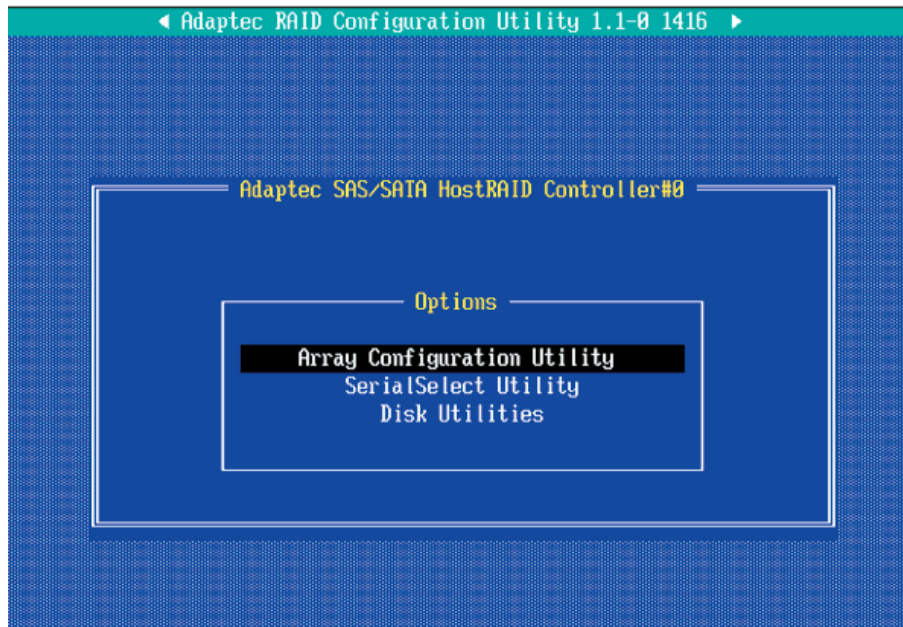 Adaptec RAID Configuration Utility 1.1-0 1416
Adaptec SAS/SATA HostRAID Controller#0
Options
Array Configuration Utility
SerialSelect Utility
Disk Utilities